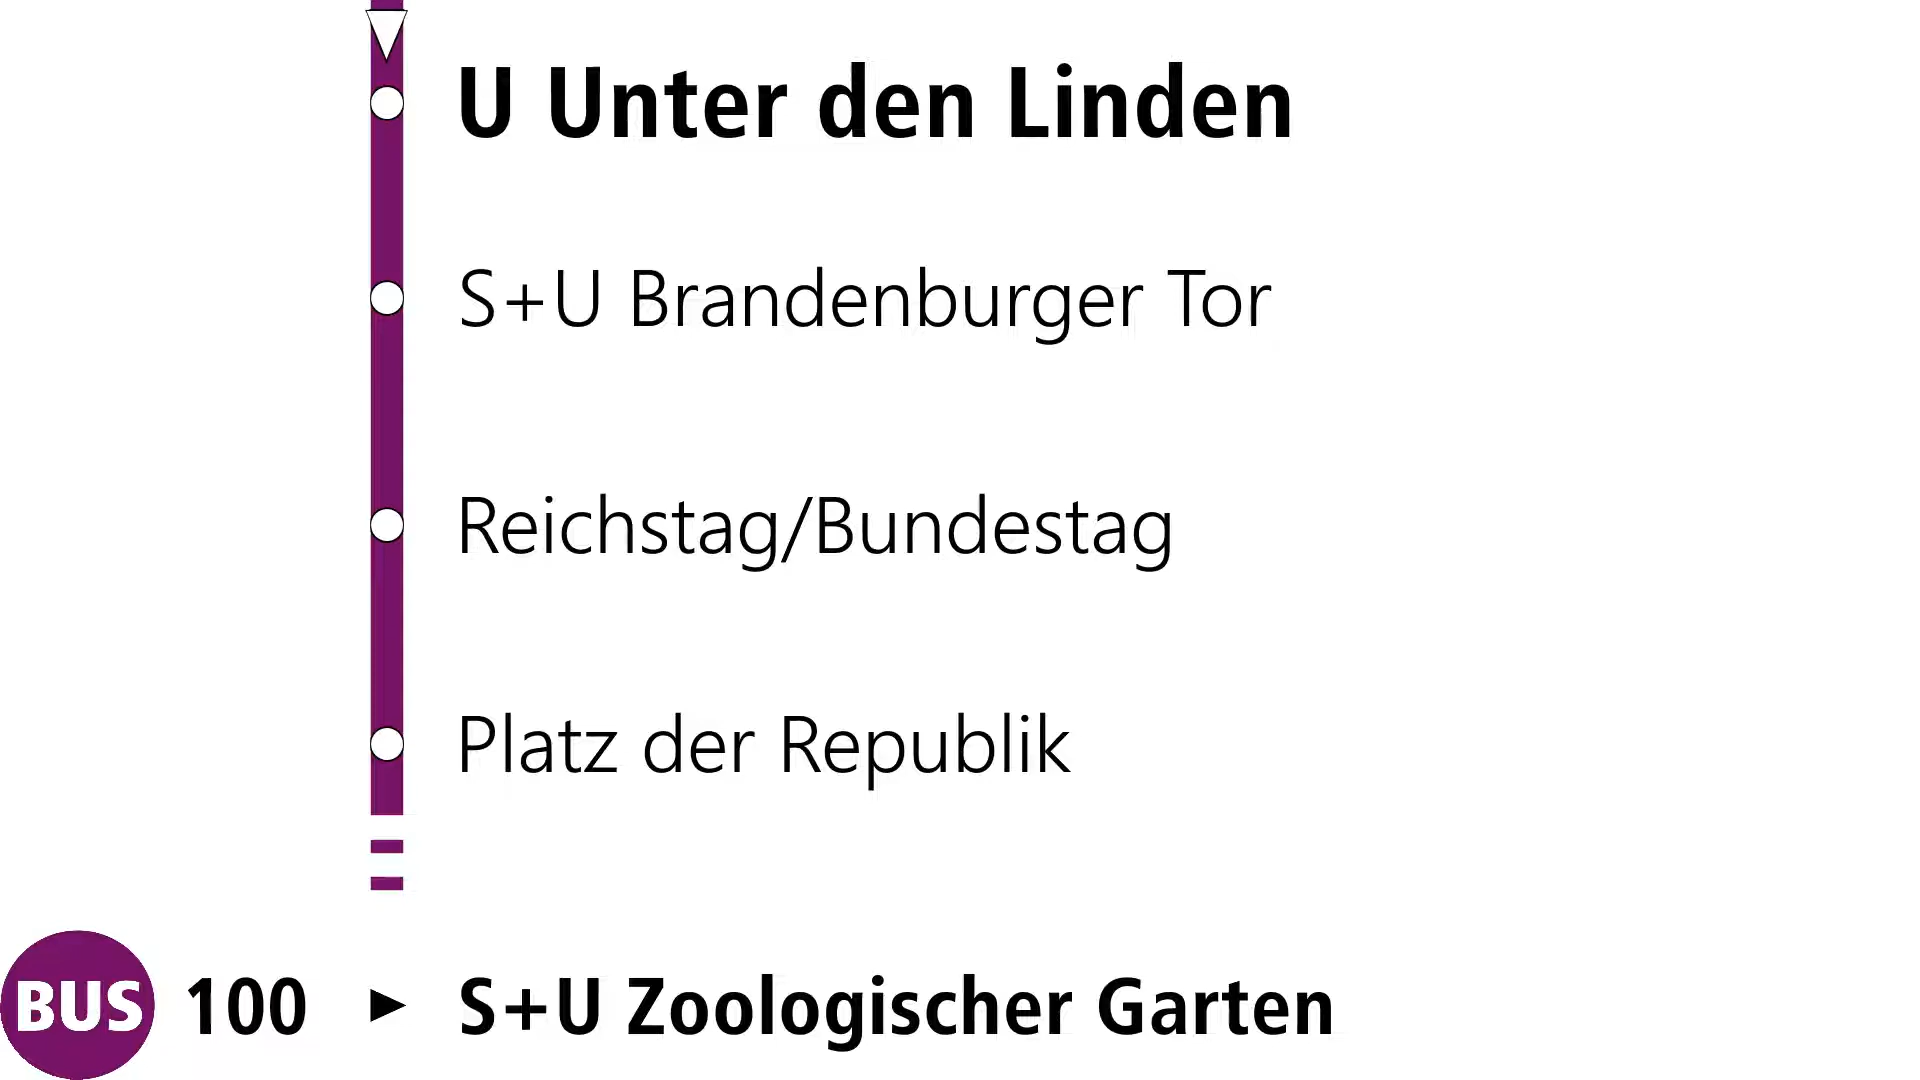 U Unter den Linden
S+U Brandenburger Tor
Reichstag/Bundestag
Platz der Republik
BUS 100 ► S+U Zoologischer Garten